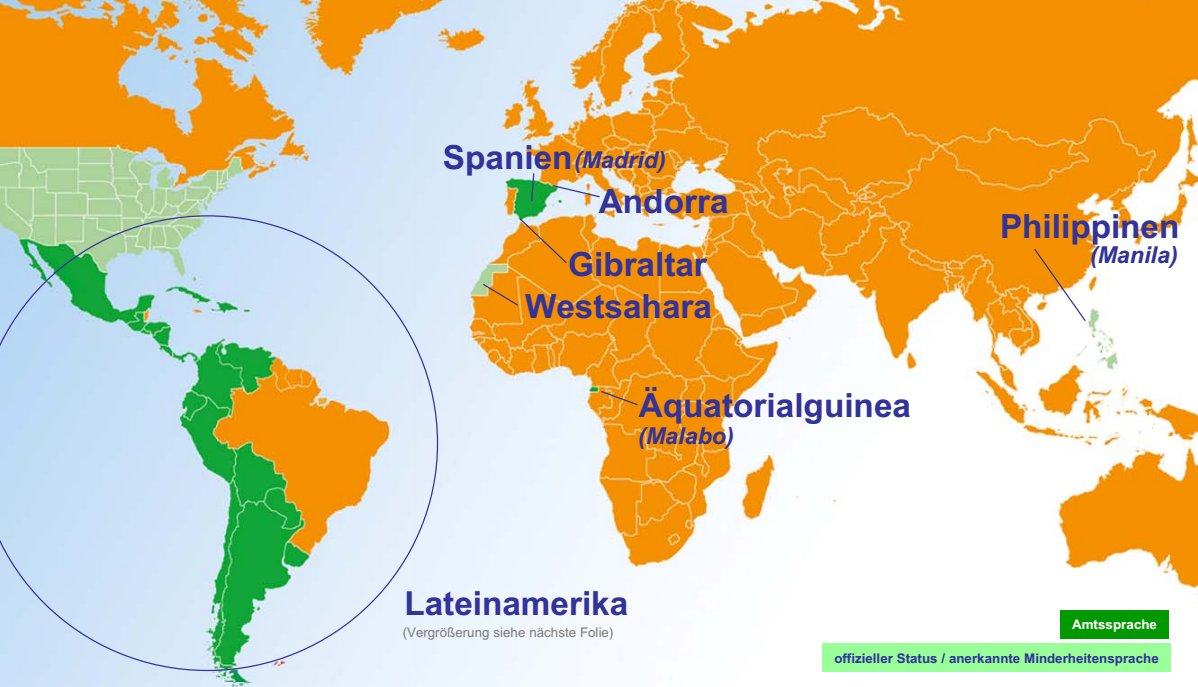 Spanien (Madrid)
Andorra
Gibraltar
Westsahara
Philippinen
(Manila)
Äquatorialguinea
(Malabo)
Lateinamerika
(Vergrößerung siehe nächste Folie)
Amtssprache
offizieller Status / anerkannte Minderheitensprache